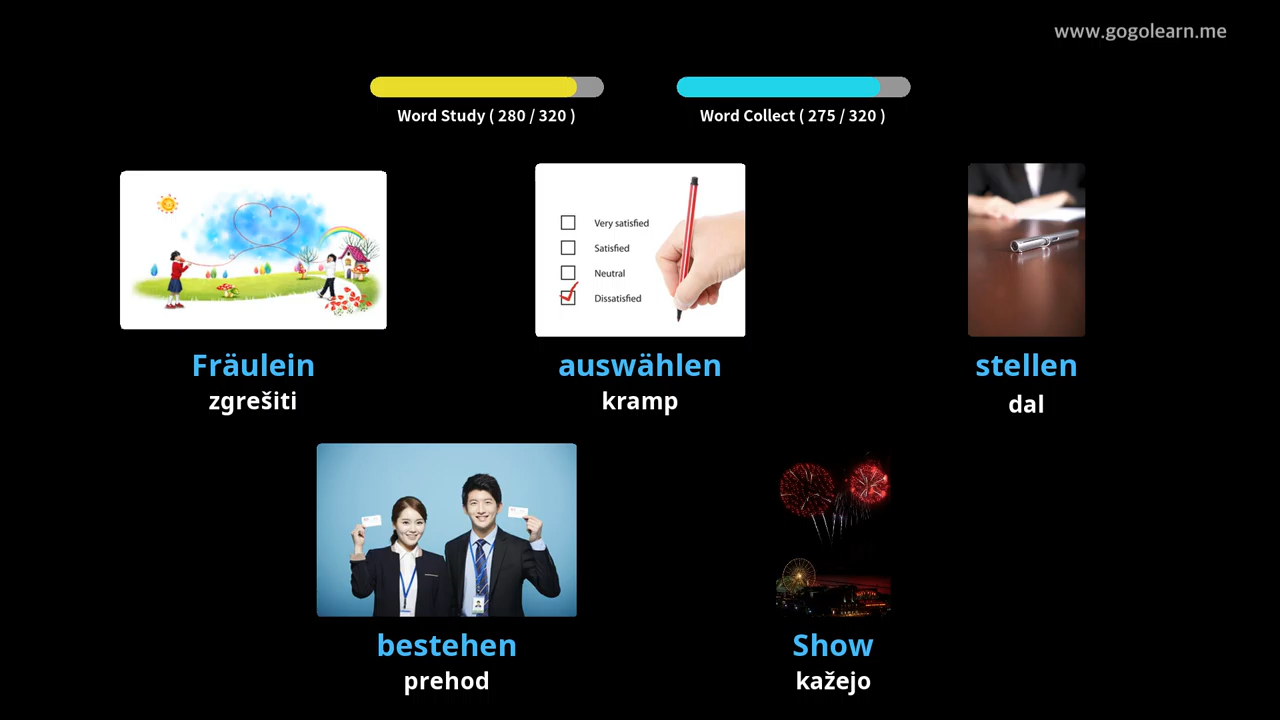 www.gogolearn.me
Word Study ( 280 / 320 )
Word Collect ( 275 / 320 )
Very satisfied
Satisfied
Neutral
Dissatisfied
Fräulein
zgrešiti
auswählen
kramp
stellen
dal
bestehen
prehod
Show
kažejo